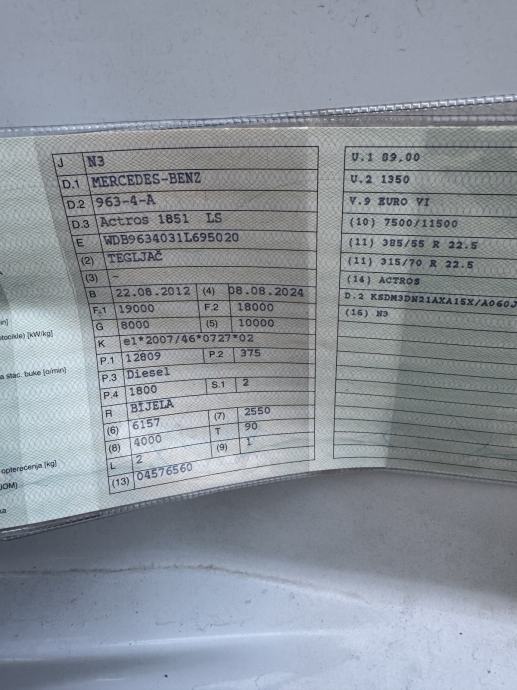 J N3
D.1 MERCEDES-BENZ
D.2 963-4-A
D.3 Actros 1851 LS
E WDB9634031L695020
(2) TEGLJAČ
(3) -
B 22.08.2012 (4) 08.08.2024
F.1 19000 F.2 18000
G 8000 (5) 10000
K e1*2007/46*0727*02
P.1 12809 P.2 375
P.3 Diesel
P.4 1800 S.1 2
R BIJELA
(6) 6157 (7) 2550
(8) 4000 T 90
L 2 (9) 1
(13) 04576560
U.1 89.00
U.2 1350
V.9 EURO VI
(10) 7500/11500
(11) 385/55 R 22.5
(11) 315/70 R 22.5
(14) ACTROS
D.2 KSDM3DN21AXA15X/A060J
(16) N3
[kW/kg]
a stac. buke [o/min]
opterećenja [kg]